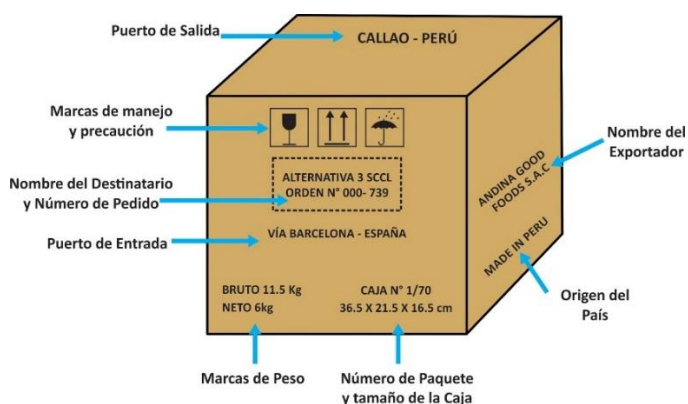 Puerto de Salida
CALLAO - PERÚ
Marcas de manejo
y precaución
Nombre del
Exportador
ANDINA GOOD
FOODS S.A.C
Nombre del Destinatario
y Número de Pedido
ALTERNATIVA 3 SCCL
ORDEN N° 000- 739
Puerto de Entrada
VÍA BARCELONA - ESPAÑA
MADE IN PERU
Origen del
País
BRUTO 11.5 Kg
NETO 6kg
CAJA N° 1/70
36.5 X 21.5 X 16.5 cm
Marcas de Peso
Número de Paquete
y tamaño de la Caja